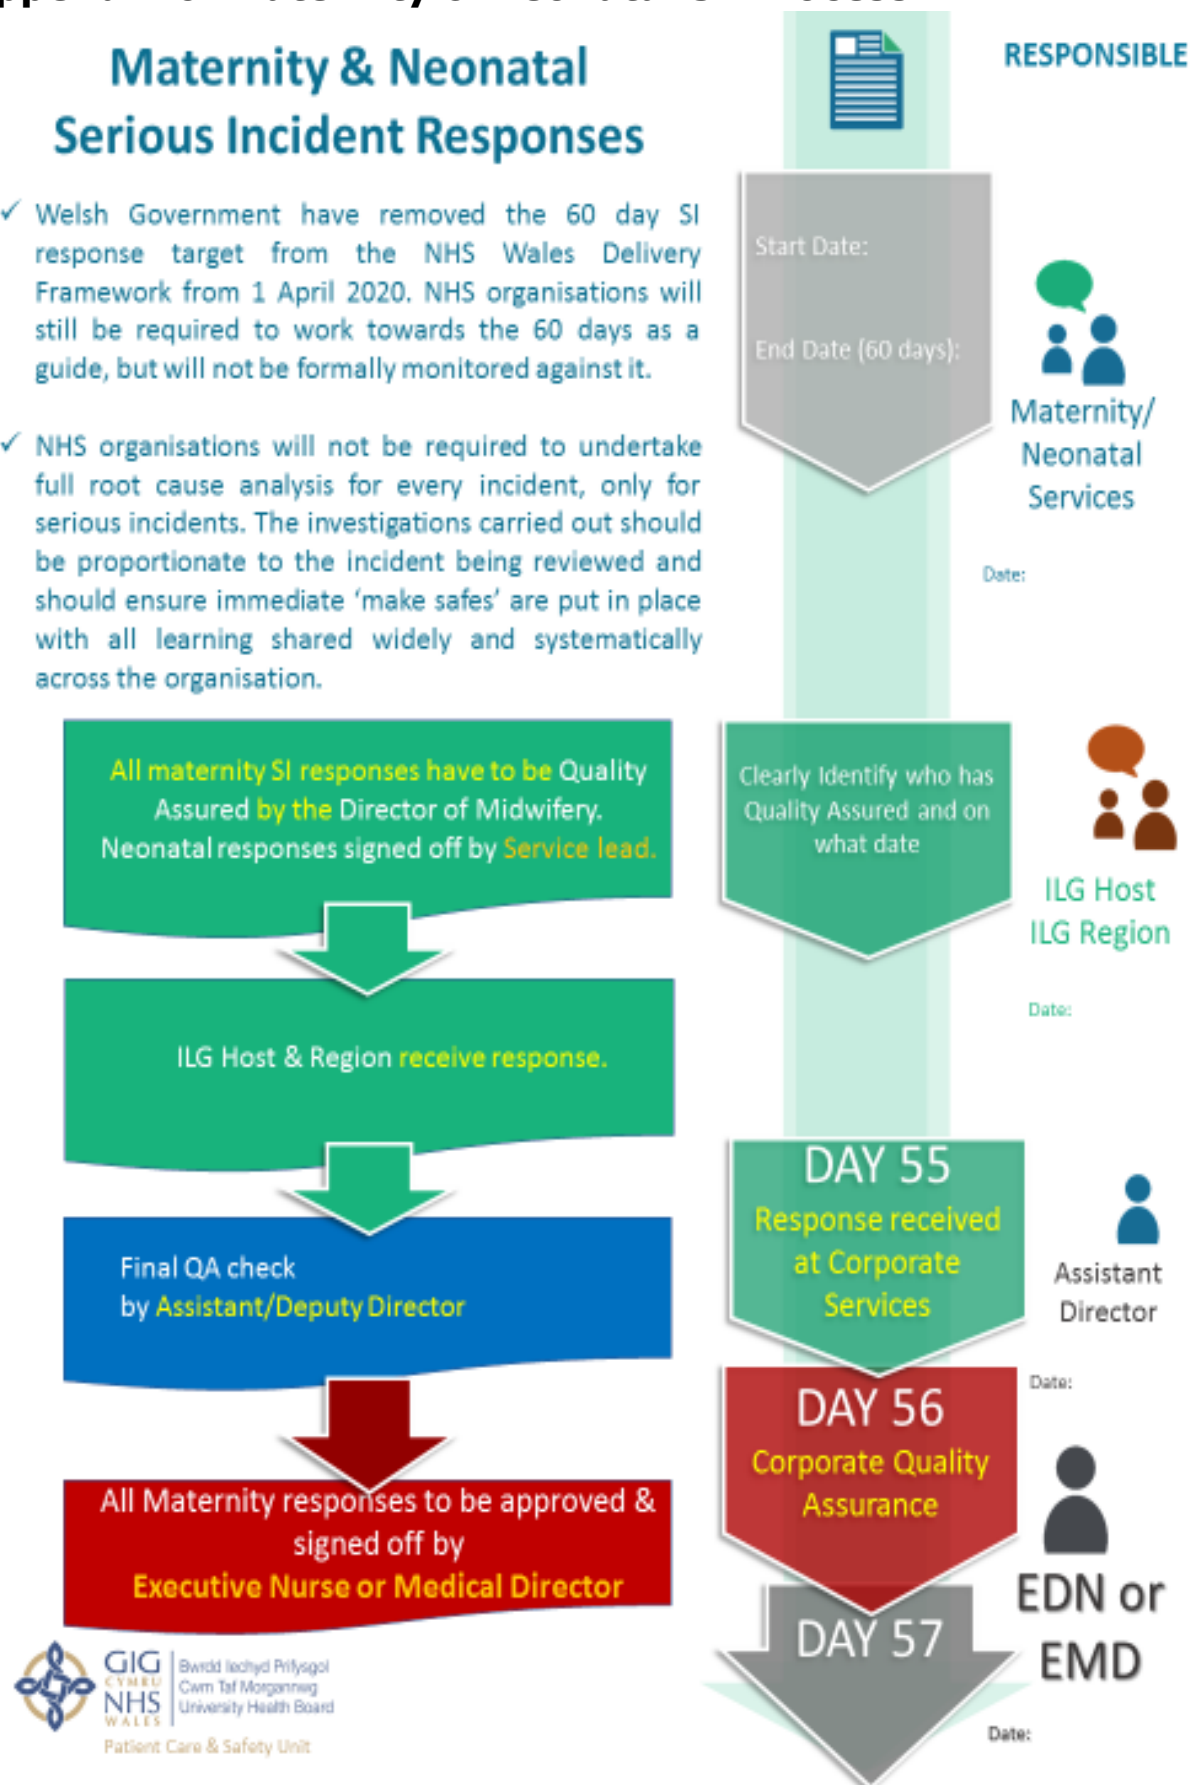 Maternity & Neonatal
Serious Incident Responses
✓ Welsh Government have removed the 60 day SI
response target from the NHS Wales Delivery
Framework from 1 April 2020. NHS organisations will
still be required to work towards the 60 days as a
guide, but will not be formally monitored against it.
✓ NHS organisations will not be required to undertake
full root cause analysis for every incident, only for
serious incidents. The investigations carried out should
be proportionate to the incident being reviewed and
should ensure immediate ‘make safes’ are put in place
with all learning shared widely and systematically
across the organisation.
All maternity SI responses have to be Quality
Assured by the Director of Midwifery.
Neonatal responses signed off by Service lead.
ILG Host & Region receive response.
Final QA check
by Assistant/Deputy Director
All Maternity responses to be approved &
signed off by
Executive Nurse or Medical Director
GIG
CYMRU
NHS
WALES
Bwrdd Iechyd Prifysgol
Cwm Taf Morgannwg
University Health Board
Patient Care & Safety Unit
RESPONSIBLE
Start Date:
End Date (60 days):
Maternity/
Neonatal
Services
Date:
Clearly Identify who has
Quality Assured and on
what date
ILG Host
ILG Region
Date:
DAY 55
Response received
at Corporate
Services
Assistant
Director
Date:
DAY 56
Corporate Quality
Assurance
EDN or
EMD
DAY 57
Date: